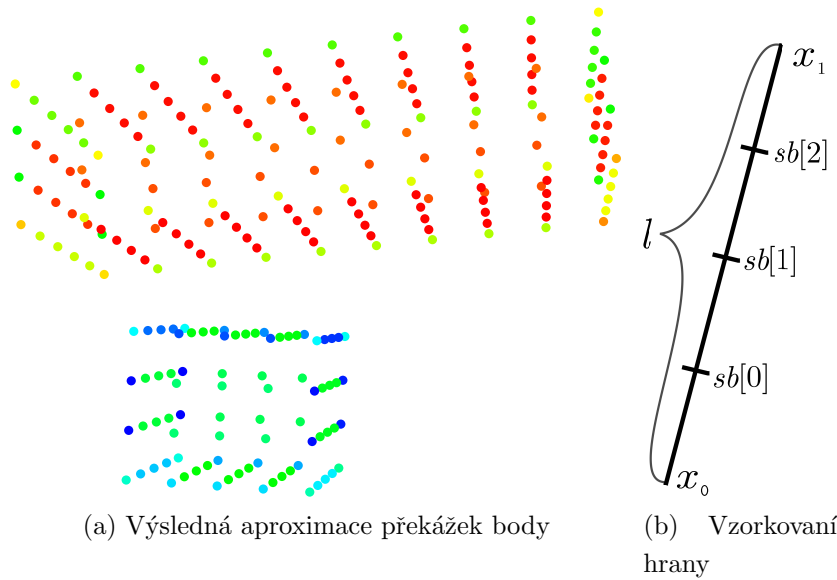 x₁
sb[2]
l
sb[1]
sb[0]
x₀
(a) Výsledná aproximace překážek body
(b) Vzorkovaní
hrany